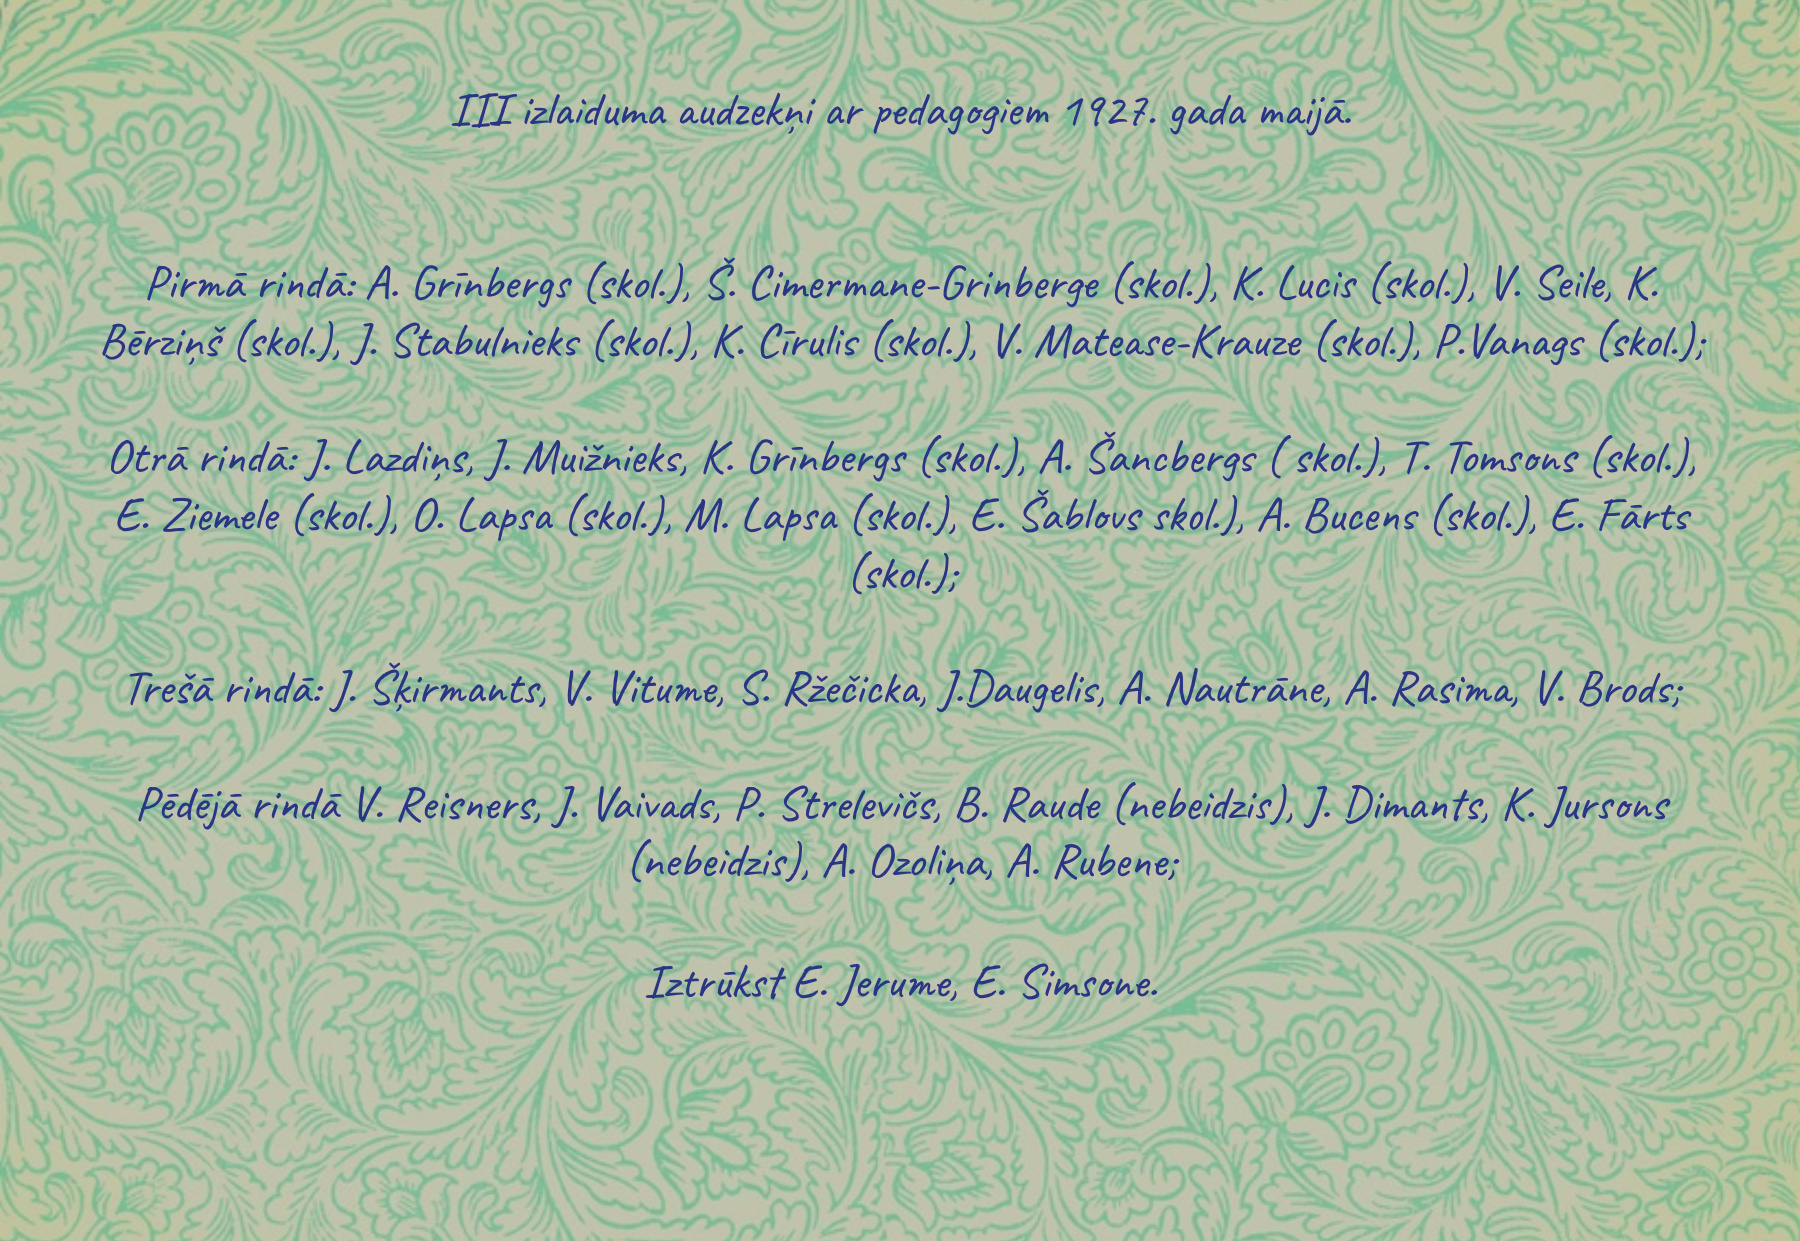 III izlaiduma audzekņi ar pedagogiem 1927. gada maijā.
Pirmā rindā: A. Grīnbergs (skol.), Š. Cimermane-Grinberge (skol.), K. Lucis (skol.), V. Seile, K.
Bērziņš (skol.), J. Stabulnieks (skol.), K. Cīrulis (skol.), V. Matease-Krauze (skol.), P.Vanags (skol.);
Otrā rindā: J. Lazdiņs, J. Muižnieks, K. Grīnbergs (skol.), A. Šancbergs ( skol.), T. Tomsons (skol.),
E. Ziemele (skol.), O. Lapsa (skol.), M. Lapsa (skol.), E. Šablovs skol.), A. Bucens (skol.), E. Fārts
(skol.);
Trešā rindā: J. Šķirmants, V. Vitume, S. Ržečicka, J.Daugelis, A. Nautrāne, A. Rasima, V. Brods;
Pēdējā rindā V. Reisners, J. Vaivads, P. Strelevičs, B. Raude (nebeidzis), J. Dimants, K. Jursons
(nebeidzis), A. Ozoliņa, A. Rubene;
Iztrūkst E. Jerume, E. Simsone.